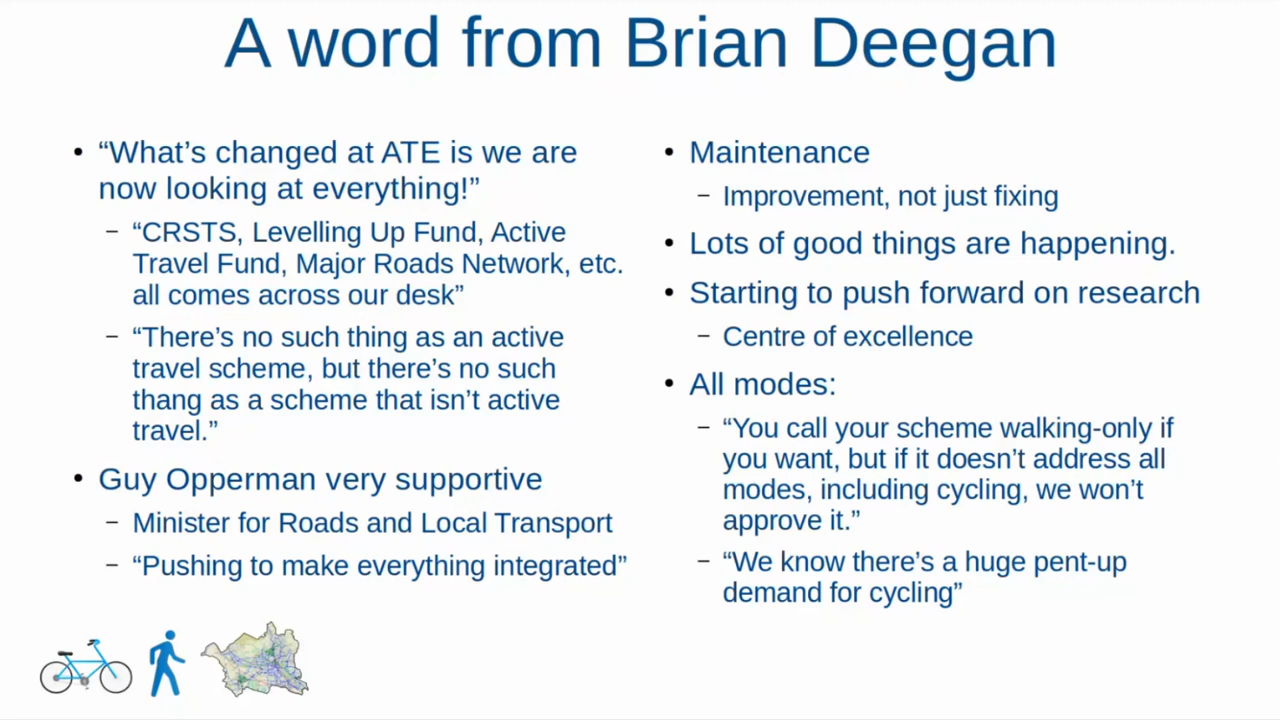 A word from Brian Deegan
• “What’s changed at ATE is we are
now looking at everything!”
– “CRSTS, Levelling Up Fund, Active
Travel Fund, Major Roads Network, etc.
all comes across our desk”
– “There’s no such thing as an active
travel scheme, but there’s no such
thang as a scheme that isn’t active
travel.”
• Guy Opperman very supportive
– Minister for Roads and Local Transport
– “Pushing to make everything integrated”
• Maintenance
– Improvement, not just fixing
• Lots of good things are happening.
• Starting to push forward on research
– Centre of excellence
• All modes:
– “You call your scheme walking-only if
you want, but if it doesn’t address all
modes, including cycling, we won’t
approve it.”
– “We know there’s a huge pent-up
demand for cycling”